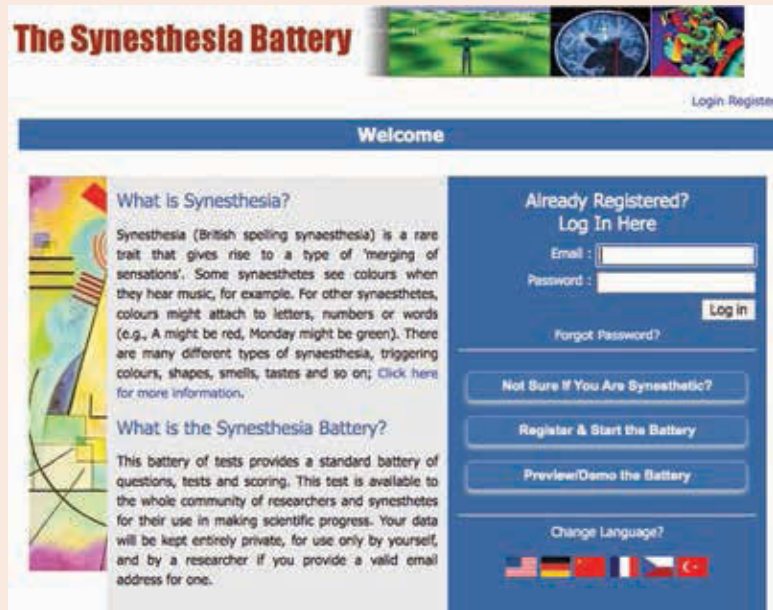 The Synesthesia Battery
Login Register
Welcome
What is Synesthesia?
Synesthesia (British spelling synaesthesia) is a rare
trait that gives rise to a type of 'merging of
sensations'. Some synaesthetes see colours when
they hear music, for example. For other synaesthetes,
colours might attach to letters, numbers or words
(e.g., A might be red, Monday might be green). There
are many different types of synaesthesia, triggering
colours, shapes, smells, tastes and so on; Click here
for more information.
What is the Synesthesia Battery?
This battery of tests provides a standard battery of
questions, tests and scoring. This test is available to
the whole community of researchers and synesthetes
for their use in making scientific progress. Your data
will be kept entirely private, for use only by yourself,
and by a researcher if you provide a valid email
address for one.
Already Registered?
Log In Here
Email :
Password :
Log in
Forgot Password?
Not Sure If You Are Synesthetic?
Register & Start the Battery
Preview/Demo the Battery
Change Language?